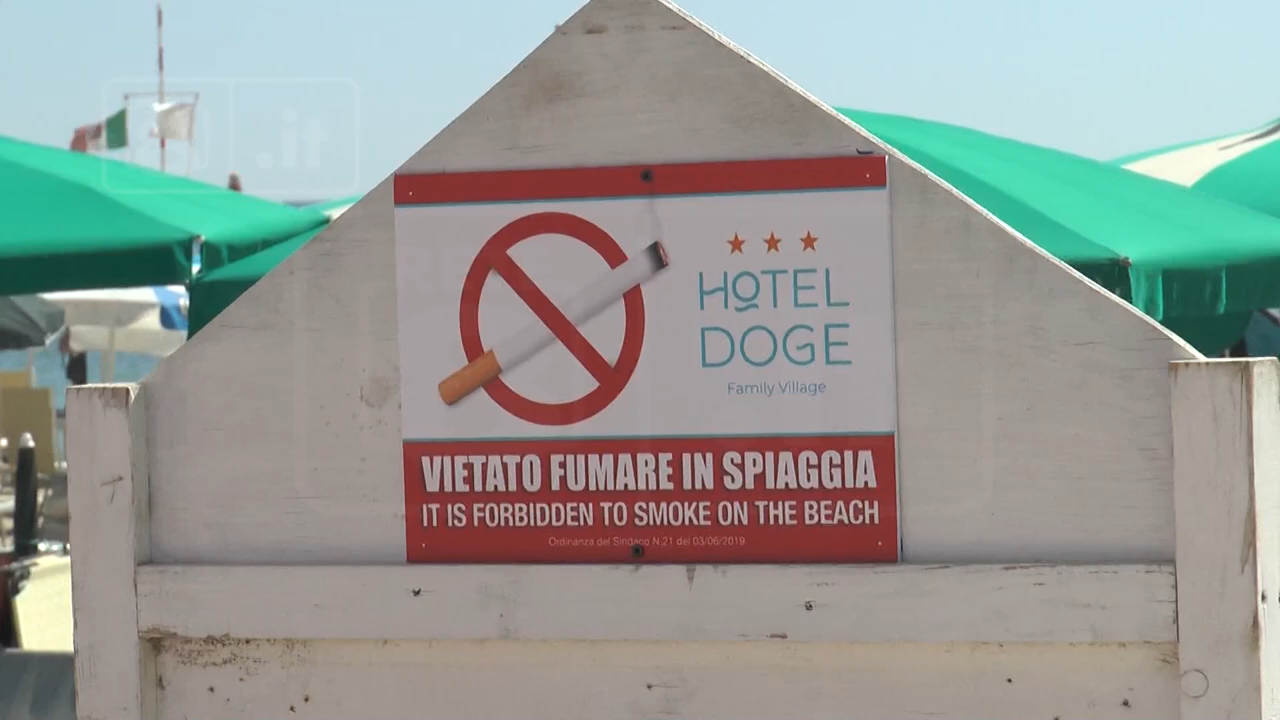 .it
HOTEL
DOGE
Family Village
VIETATO FUMARE IN SPIAGGIA
IT IS FORBIDDEN TO SMOKE ON THE BEACH
Ordinanza del Sindaco N.21 del 03/06/2019